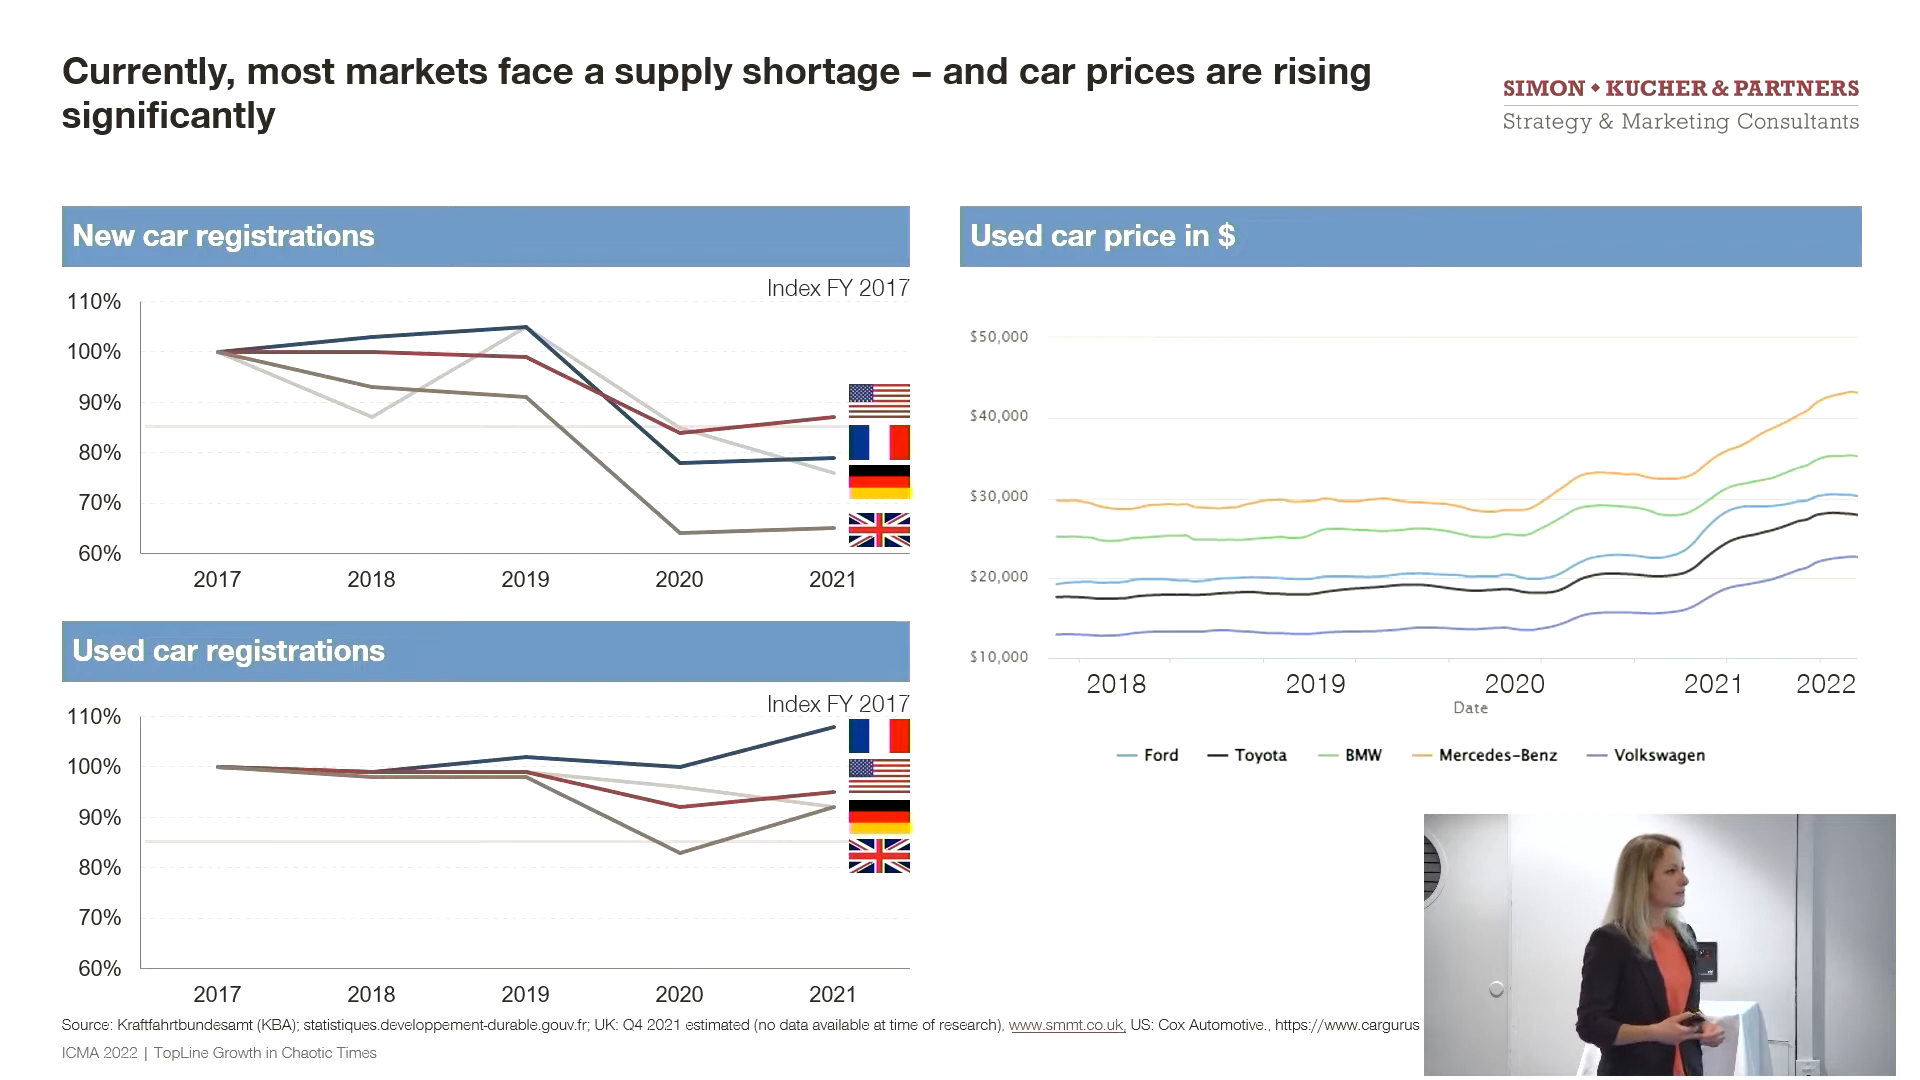 Currently, most markets face a supply shortage – and car prices are rising
significantly
SIMON • KUCHER & PARTNERS
Strategy & Marketing Consultants
New car registrations
Index FY 2017
110%
100%
90%
80%
70%
60%
2017 2018 2019 2020 2021
Used car registrations
Index FY 2017
110%
100%
90%
80%
70%
60%
2017 2018 2019 2020 2021
Used car price in $
$50,000
$40,000
$30,000
$20,000
$10,000
2018 2019 2020 2021 2022
Date
Ford Toyota BMW Mercedes-Benz Volkswagen
Source: Kraftfahrtbundesamt (KBA); statistiques.developpement-durable.gouv.fr; UK: Q4 2021 estimated (no data available at time of research), www.smmt.co.uk, US: Cox Automotive., https://www.cargurus
ICMA 2022 | TopLine Growth in Chaotic Times